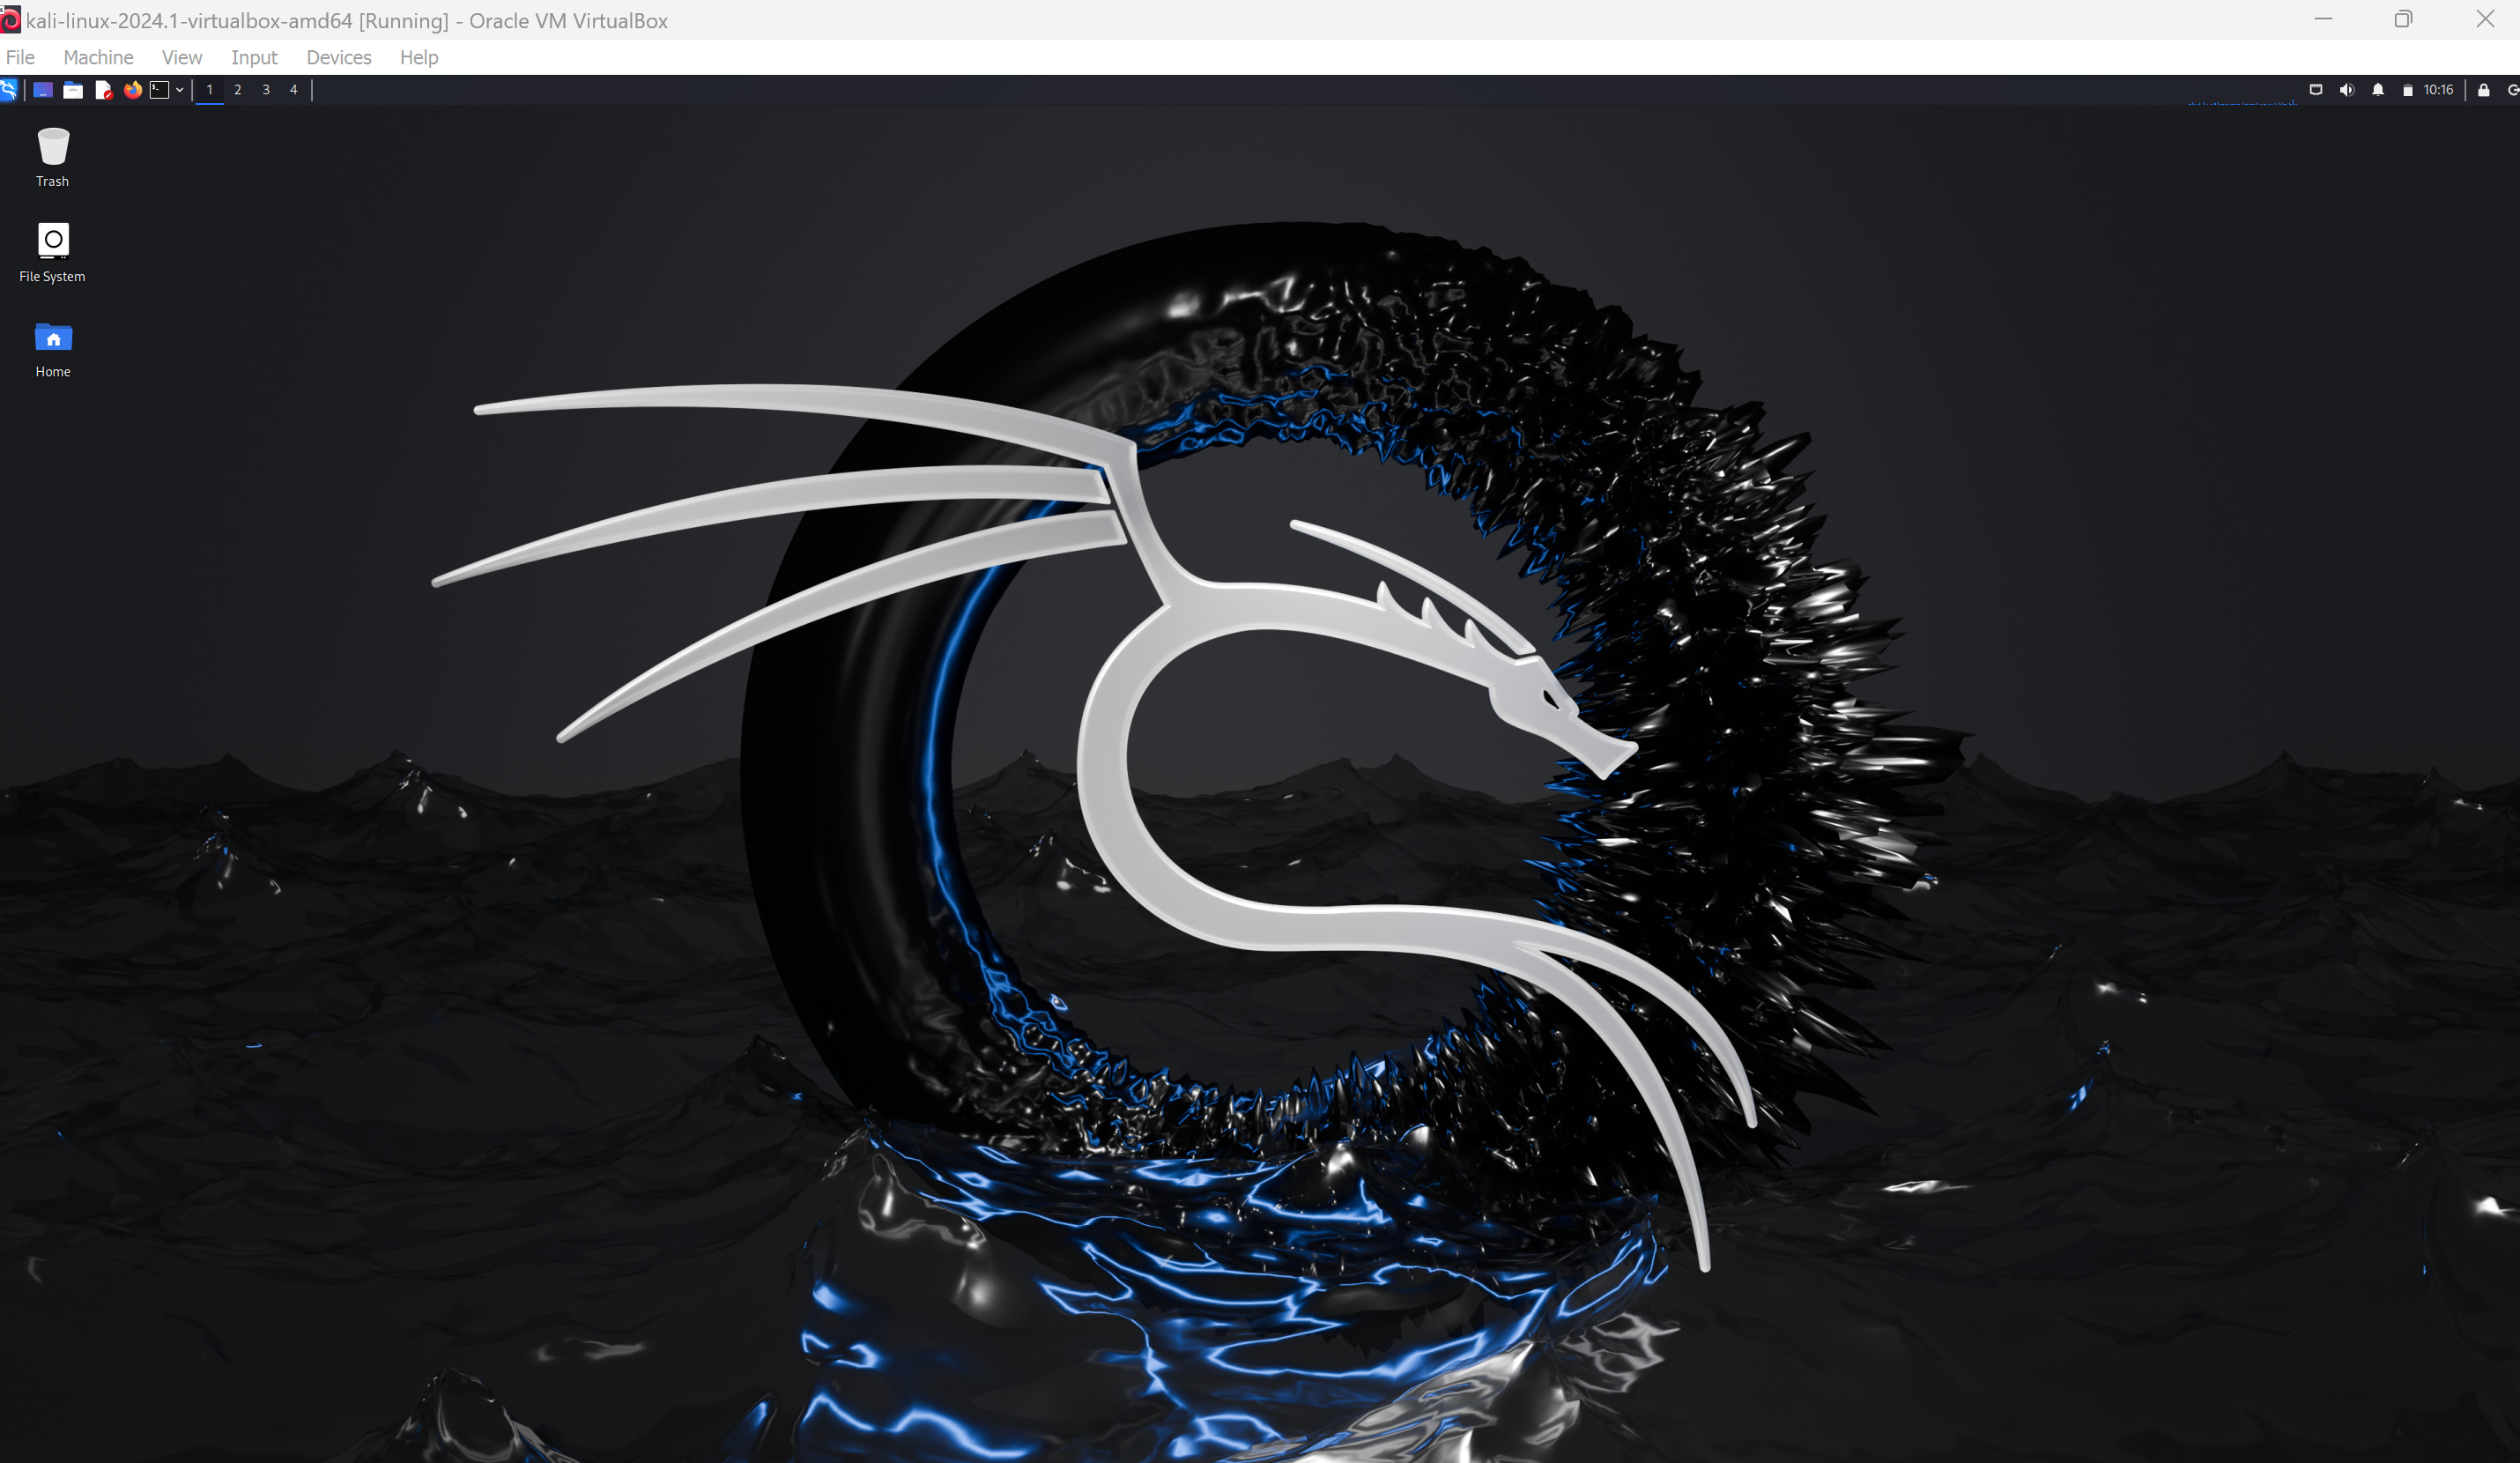 kali-linux-2024.1-virtualbox-amd64 [Running] - Oracle VM VirtualBox
File Machine View Input Devices Help
1 2 3 4
10:16
Trash
File System
Home